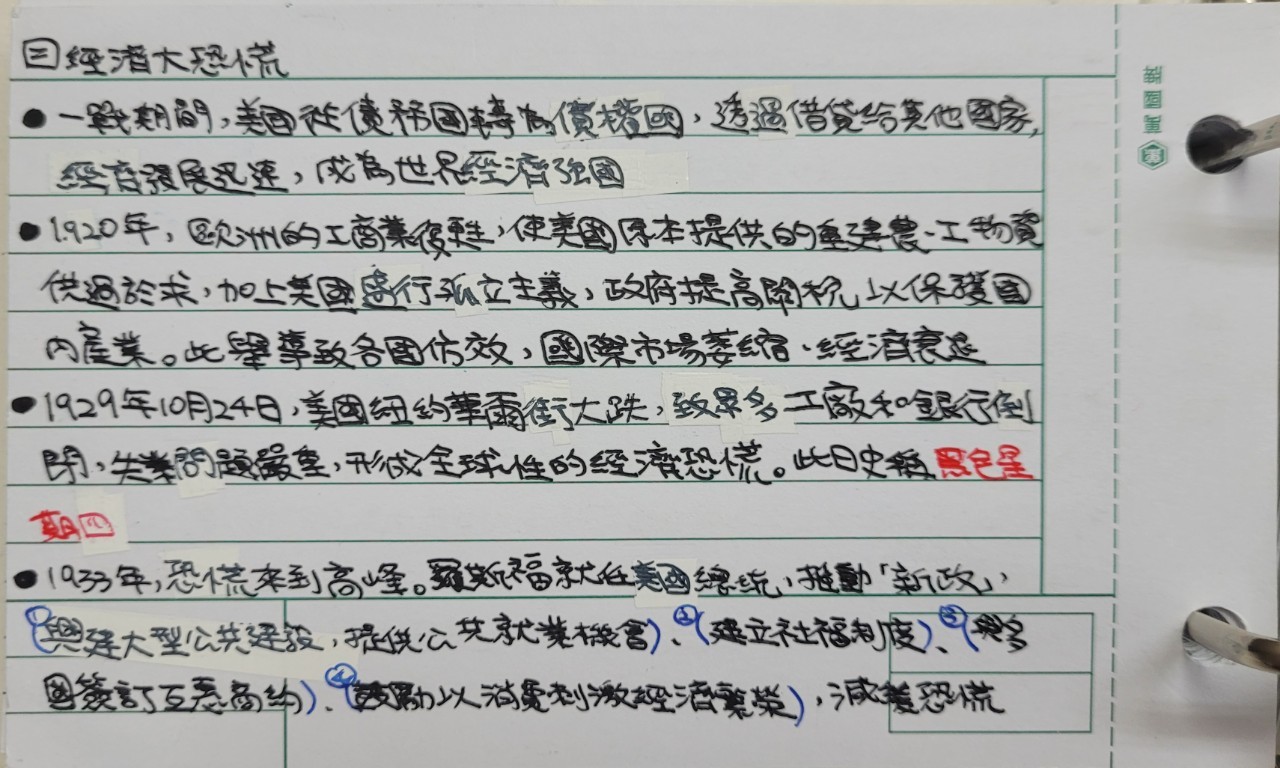 三 經濟大恐慌
● 一戰期間，美國從債務國轉為債權國，透過借貸給其他國家，
經濟發展迅速，成為世界經濟強國
● 1920年，歐洲的工商業復甦，使美國原本提供的重建農、工物資
供過於求，加上美國奉行孤立主義，政府提高關稅以保護國
內產業。此舉導致各國仿效，國際市場萎縮、經濟衰退
● 1929年10月24日，美國紐約華爾街大跌，致眾多工廠和銀行倒
閉，失業問題嚴重，形成全球性的經濟恐慌。此日史稱黑色星
期四
● 1933年，恐慌來到高峰。羅斯福就任美國總統，推動「新政」，
①(興建大型公共建設，提供公共就業機會)、②(建立社福制度)、③(與多
國簽訂互惠商約)、④(鼓勵以消費刺激經濟繁榮)，減緩恐慌